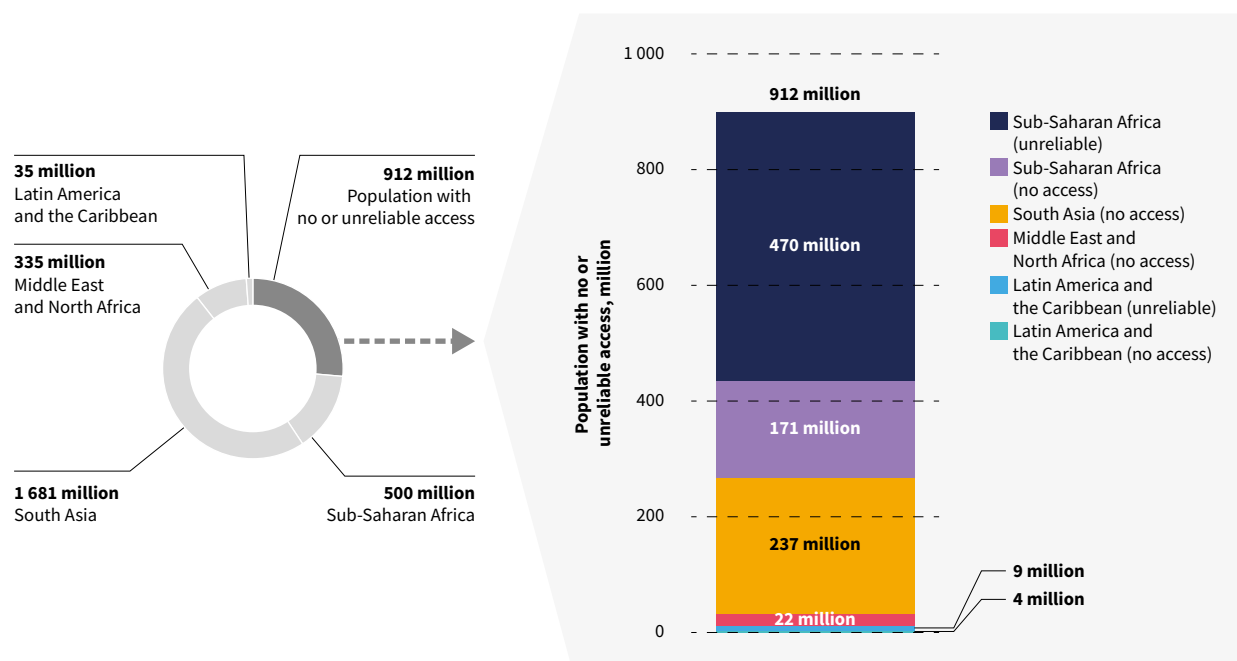 35 million
Latin America
and the Caribbean
335 million
Middle East
and North Africa
1 681 million
South Asia
912 million
Population with
no or unreliable access
500 million
Sub-Saharan Africa
Population with no or
unreliable access, million
1 000
800
600
400
200
0
912 million
470 million
171 million
237 million
22 million
9 million
4 million
Sub-Saharan Africa
(unreliable)
Sub-Saharan Africa
(no access)
South Asia (no access)
Middle East and
North Africa (no access)
Latin America and
the Caribbean (unreliable)
Latin America and
the Caribbean (no access)